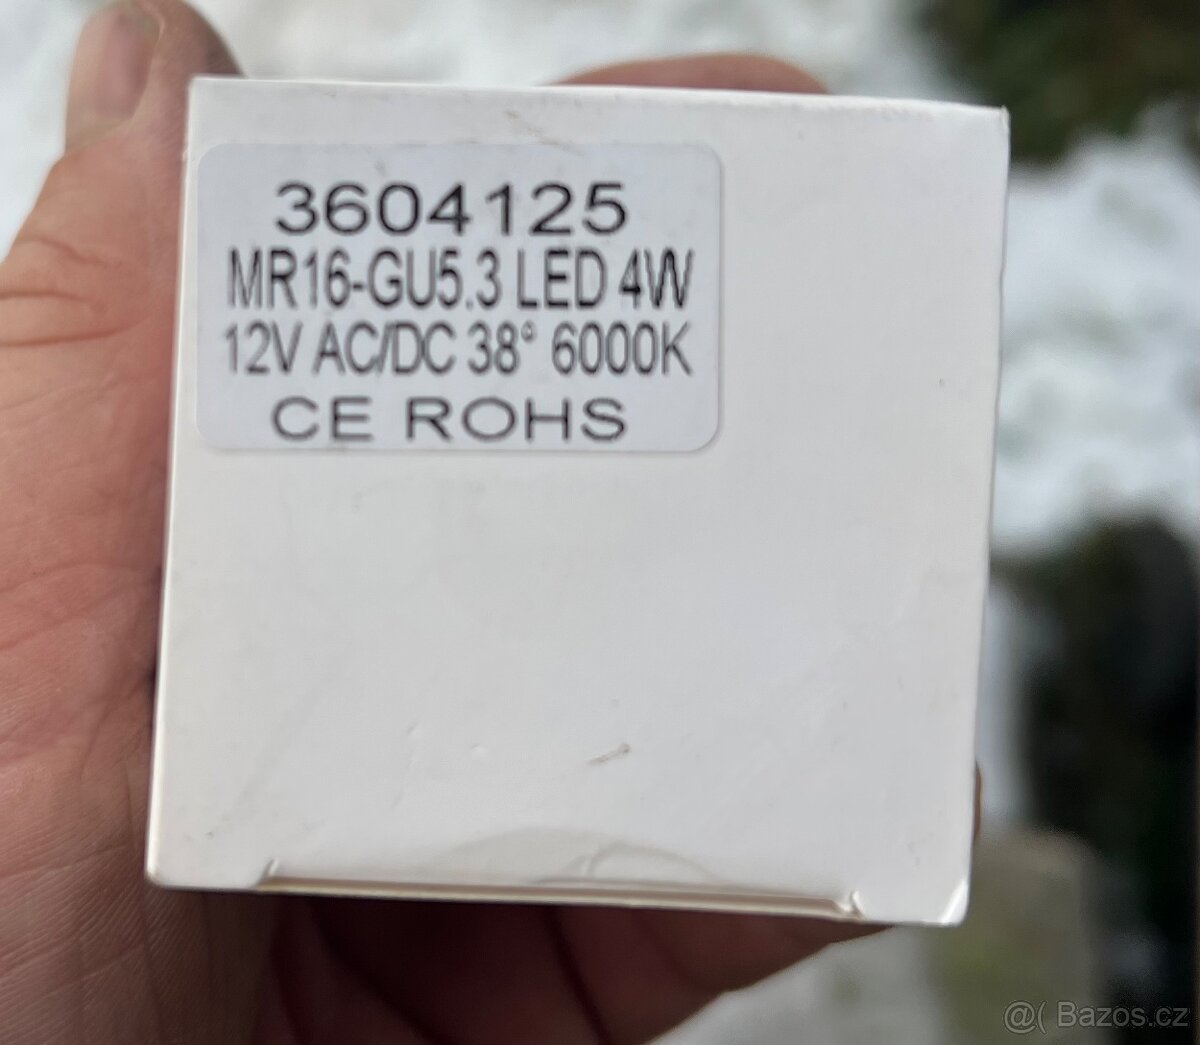 3604125
MR16-GU5.3 LED 4W
12V AC/DC 38° 6000K
CE ROHS
@( Bazos.cz